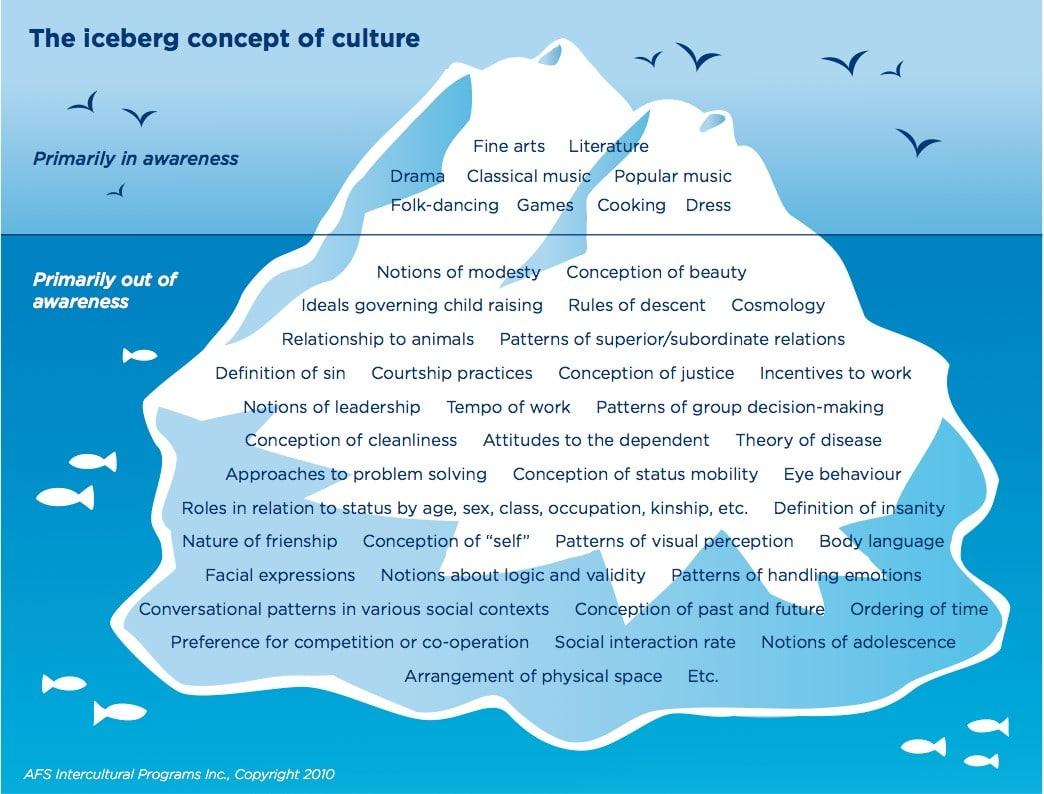 The iceberg concept of culture
Primarily in awareness
Fine arts Literature
Drama Classical music Popular music
Folk-dancing Games Cooking Dress
Primarily out of
awareness
Notions of modesty Conception of beauty
Ideals governing child raising Rules of descent Cosmology
Relationship to animals Patterns of superior/subordinate relations
Definition of sin Courtship practices Conception of justice Incentives to work
Notions of leadership Tempo of work Patterns of group decision-making
Conception of cleanliness Attitudes to the dependent Theory of disease
Approaches to problem solving Conception of status mobility Eye behaviour
Roles in relation to status by age, sex, class, occupation, kinship, etc. Definition of insanity
Nature of frienship Conception of “self” Patterns of visual perception Body language
Facial expressions Notions about logic and validity Patterns of handling emotions
Conversational patterns in various social contexts Conception of past and future Ordering of time
Preference for competition or co-operation Social interaction rate Notions of adolescence
Arrangement of physical space Etc.
AFS Intercultural Programs Inc., Copyright 2010